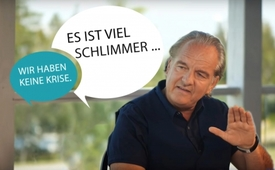 WIR HABEN
KEINE KRISE.
ES IST VIEL
SCHLIMMER ...